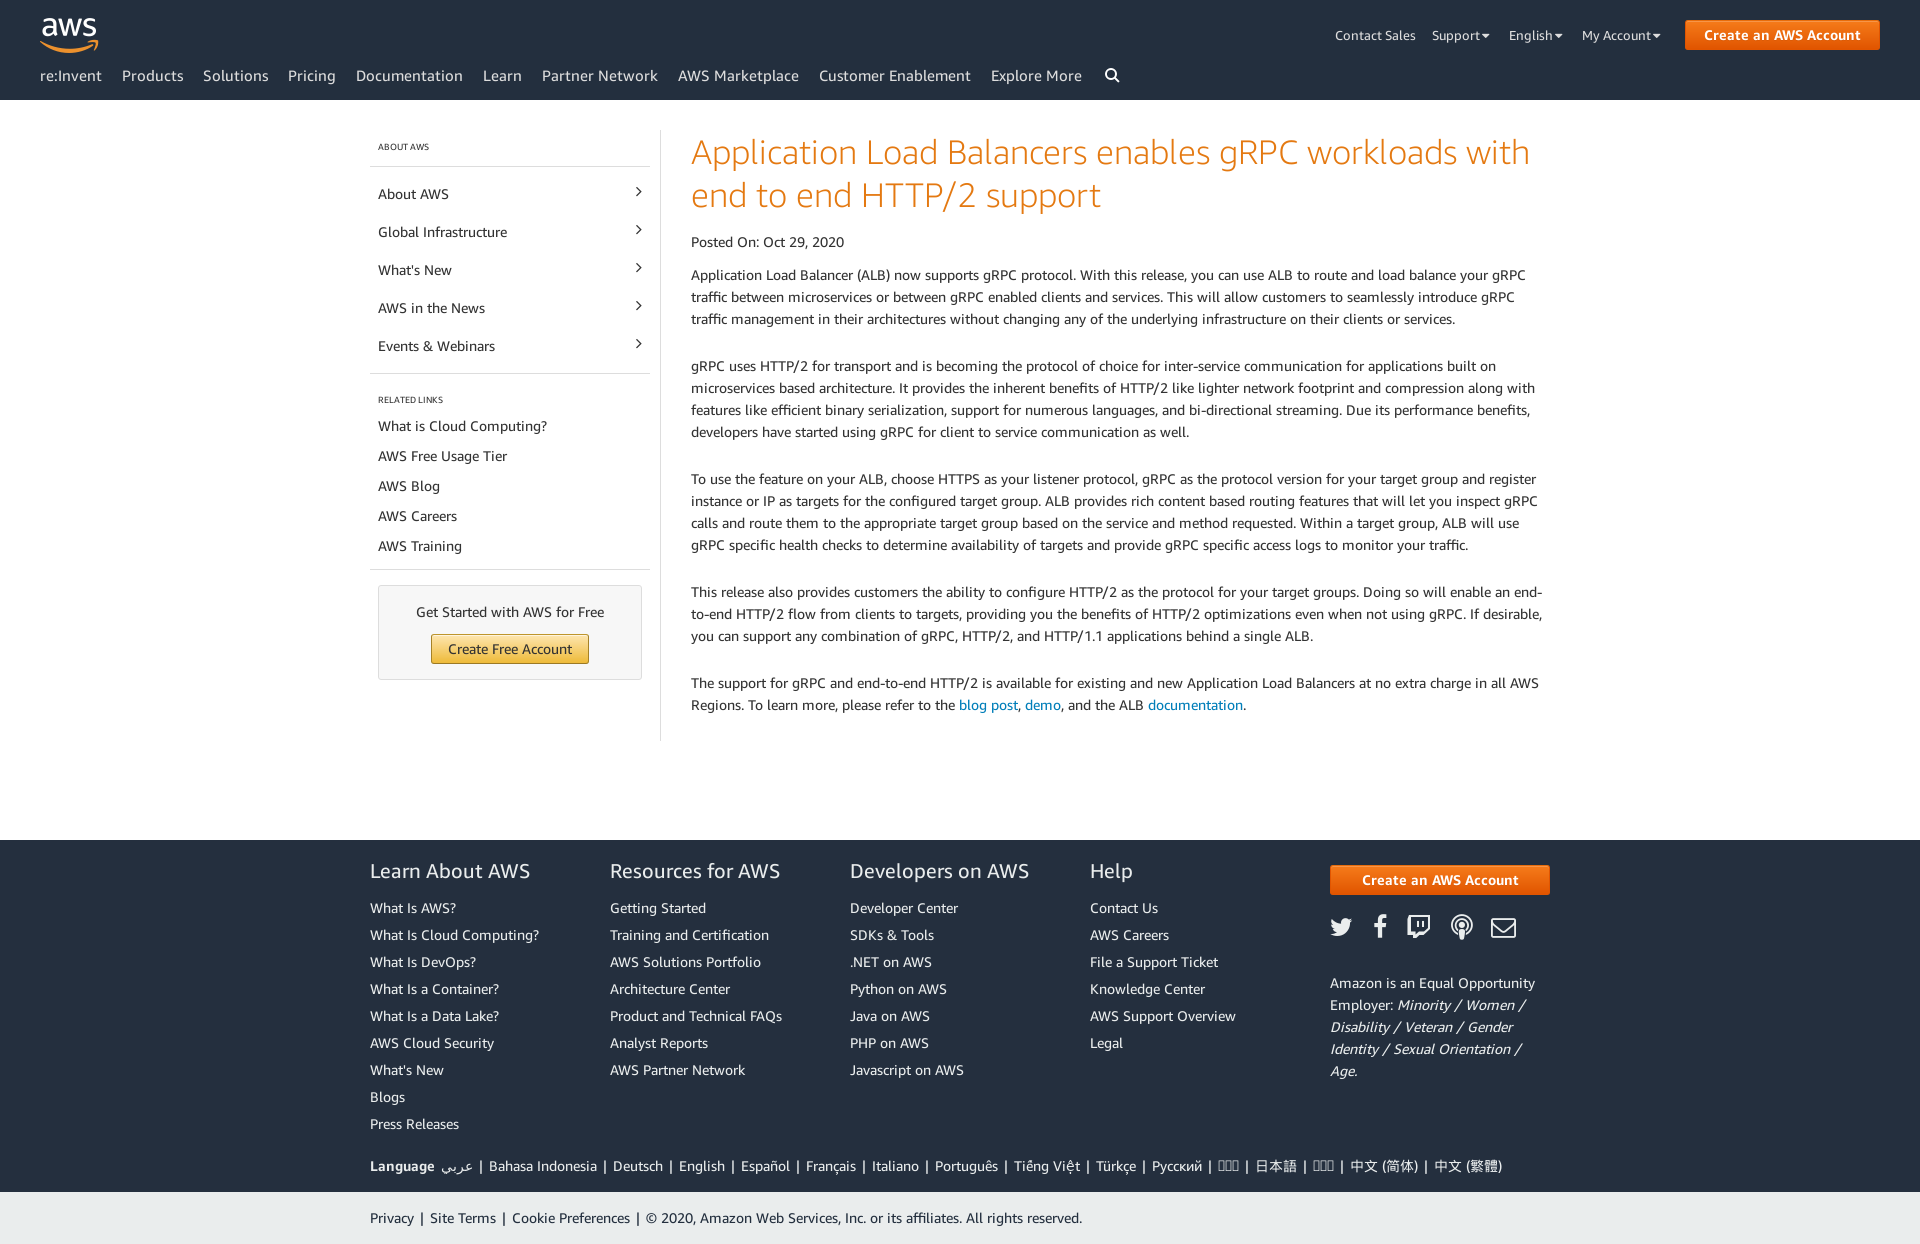 aws
Contact Sales Support English My Account Create an AWS Account
re:Invent Products Solutions Pricing Documentation Learn Partner Network AWS Marketplace Customer Enablement Explore More
ABOUT AWS
About AWS
Global Infrastructure
What's New
AWS in the News
Events & Webinars
RELATED LINKS
What is Cloud Computing?
AWS Free Usage Tier
AWS Blog
AWS Careers
AWS Training
Get Started with AWS for Free
Create Free Account
Application Load Balancers enables gRPC workloads with
end to end HTTP/2 support
Posted On: Oct 29, 2020
Application Load Balancer (ALB) now supports gRPC protocol. With this release, you can use ALB to route and load balance your gRPC
traffic between microservices or between gRPC enabled clients and services. This will allow customers to seamlessly introduce gRPC
traffic management in their architectures without changing any of the underlying infrastructure on their clients or services.
gRPC uses HTTP/2 for transport and is becoming the protocol of choice for inter-service communication for applications built on
microservices based architecture. It provides the inherent benefits of HTTP/2 like lighter network footprint and compression along with
features like efficient binary serialization, support for numerous languages, and bi-directional streaming. Due its performance benefits,
developers have started using gRPC for client to service communication as well.
To use the feature on your ALB, choose HTTPS as your listener protocol, gRPC as the protocol version for your target group and register
instance or IP as targets for the configured target group. ALB provides rich content based routing features that will let you inspect gRPC
calls and route them to the appropriate target group based on the service and method requested. Within a target group, ALB will use
gRPC specific health checks to determine availability of targets and provide gRPC specific access logs to monitor your traffic.
This release also provides customers the ability to configure HTTP/2 as the protocol for your target groups. Doing so will enable an end-
to-end HTTP/2 flow from clients to targets, providing you the benefits of HTTP/2 optimizations even when not using gRPC. If desirable,
you can support any combination of gRPC, HTTP/2, and HTTP/1.1 applications behind a single ALB.
The support for gRPC and end-to-end HTTP/2 is available for existing and new Application Load Balancers at no extra charge in all AWS
Regions. To learn more, please refer to the blog post, demo, and the ALB documentation.
Learn About AWS
What Is AWS?
What Is Cloud Computing?
What Is DevOps?
What Is a Container?
What Is a Data Lake?
AWS Cloud Security
What's New
Blogs
Press Releases
Resources for AWS
Getting Started
Training and Certification
AWS Solutions Portfolio
Architecture Center
Product and Technical FAQs
Analyst Reports
AWS Partner Network
Developers on AWS
Developer Center
SDKs & Tools
.NET on AWS
Python on AWS
Java on AWS
PHP on AWS
Javascript on AWS
Help
Contact Us
AWS Careers
File a Support Ticket
Knowledge Center
AWS Support Overview
Legal
Create an AWS Account
Amazon is an Equal Opportunity
Employer: Minority / Women /
Disability / Veteran / Gender
Identity / Sexual Orientation /
Age.
Language عربي | Bahasa Indonesia | Deutsch | English | Español | Français | Italiano | Português | Tiếng Việt | Türkçe | Ρусский | | 日本語 | | 中文 (简体) | 中文 (繁體)
Privacy | Site Terms | Cookie Preferences | © 2020, Amazon Web Services, Inc. or its affiliates. All rights reserved.